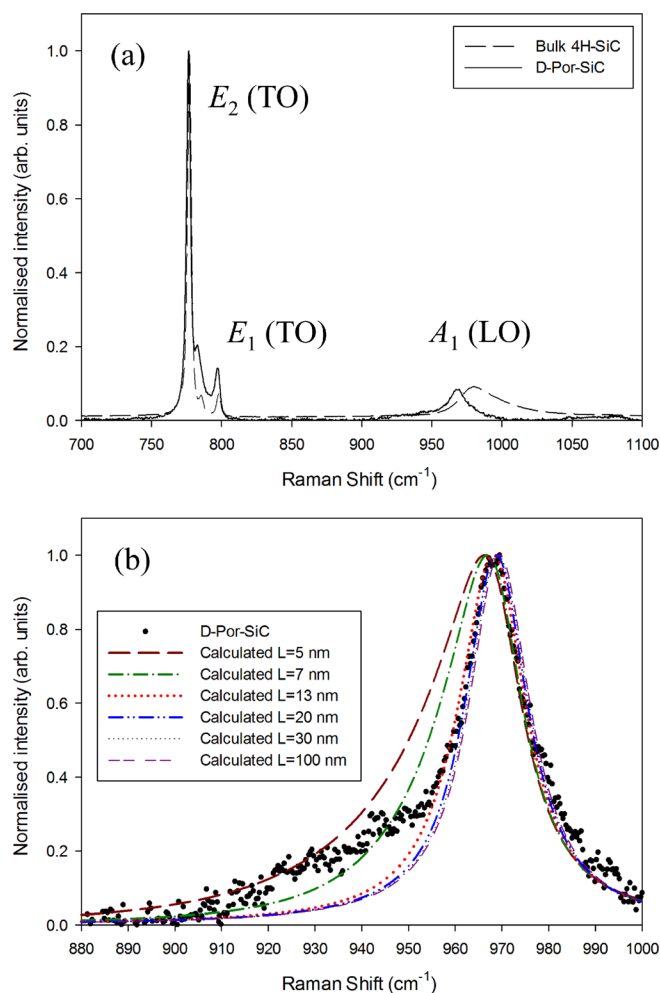 (a)
Bulk 4H-SiC
D-Por-SiC
E₂ (TO)
E₁ (TO)
A₁ (LO)
Normalised intensity (arb. units)
1.0
0.8
0.6
0.4
0.2
0.0
700 750 800 850 900 950 1000 1050 1100
Raman Shift (cm⁻¹)
(b)
D-Por-SiC
Calculated L=5 nm
Calculated L=7 nm
Calculated L=13 nm
Calculated L=20 nm
Calculated L=30 nm
Calculated L=100 nm
Normalised intensity (arb. units)
1.0
0.8
0.6
0.4
0.2
0.0
880 890 900 910 920 930 940 950 960 970 980 990 1000
Raman Shift (cm⁻¹)